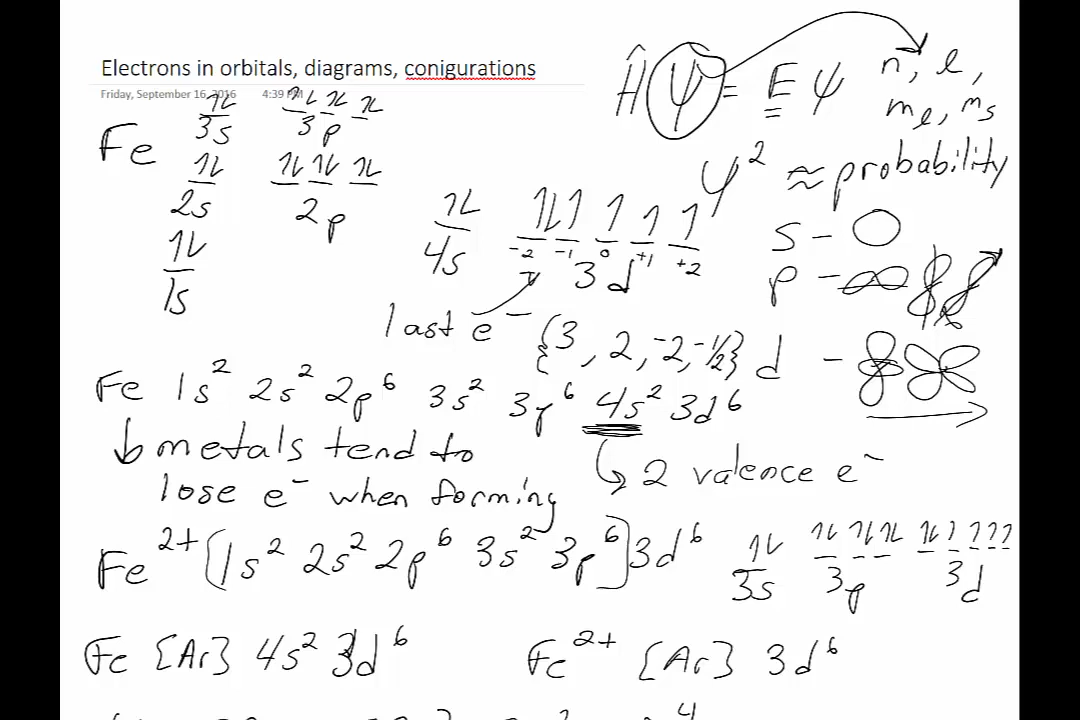 Electrons in orbitals, diagrams, conigurations
Friday, September 16, 2016 4:39 PM
Ĥψ = Eψ n, l,
mₗ, mₛ
ψ² ≈ probability
Fe
1s 2s 2p 3s 3p
4s 3d
-2 -1 0 +1 +2
s -
p -
d -
last e⁻ {3, 2, -2, -½}
Fe 1s² 2s² 2p⁶ 3s² 3p⁶ 4s² 3d⁶
metals tend to
lose e⁻ when forming
2 valence e⁻
Fe²⁺ [1s² 2s² 2p⁶ 3s² 3p⁶] 3d⁶
3s 3p 3d
Fe [Ar] 4s² 3d⁶ Fe²⁺ [Ar] 3d⁶